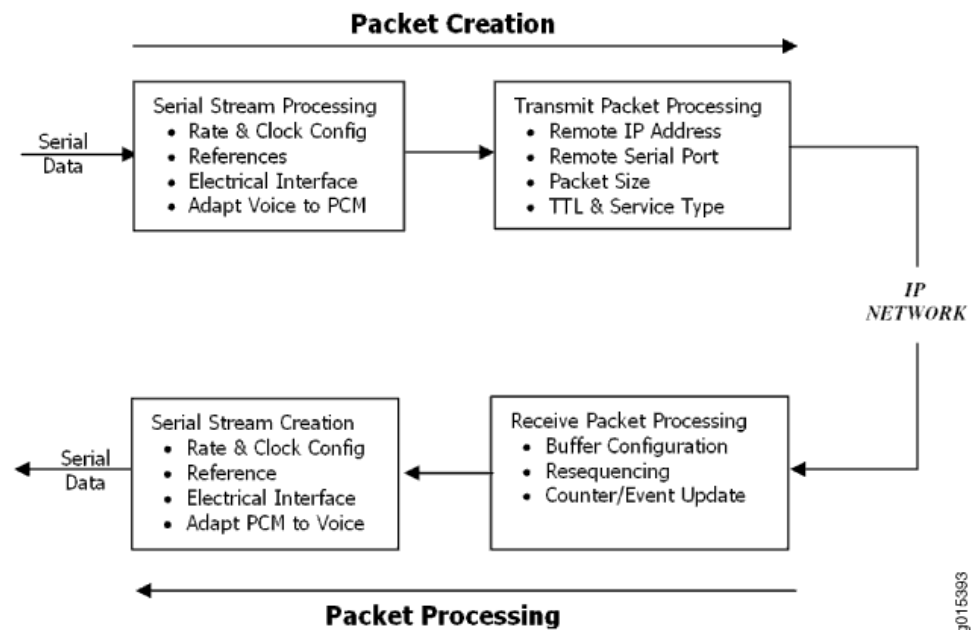 Packet Creation
Serial
Data
Serial Stream Processing
• Rate & Clock Config
• References
• Electrical Interface
• Adapt Voice to PCM
Transmit Packet Processing
• Remote IP Address
• Remote Serial Port
• Packet Size
• TTL & Service Type
IP
NETWORK
Receive Packet Processing
• Buffer Configuration
• Resequencing
• Counter/Event Update
Serial Stream Creation
• Rate & Clock Config
• Reference
• Electrical Interface
• Adapt PCM to Voice
Serial
Data
Packet Processing
g015393